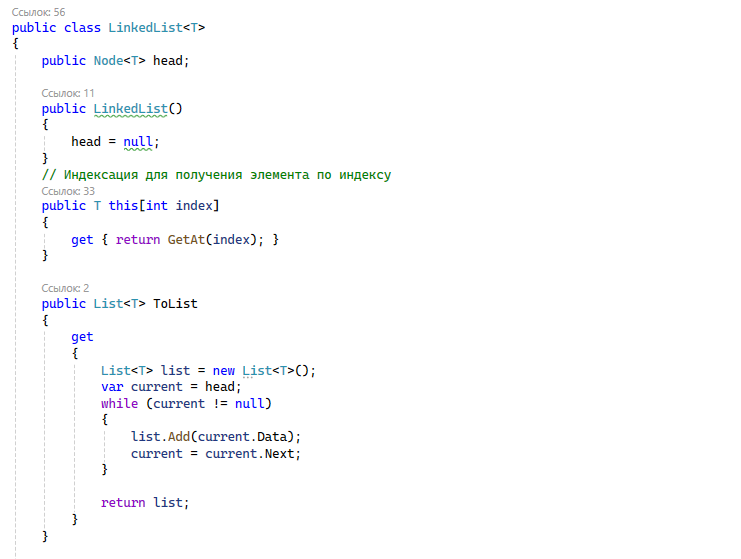 Ссылок: 56
public class LinkedList<T>
{
    public Node<T> head;
    Ссылок: 11
    public LinkedList()
    {
        head = null;
    }
    // Индексация для получения элемента по индексу
    Ссылок: 33
    public T this[int index]
    {
        get { return GetAt(index); }
    }
    Ссылок: 2
    public List<T> ToList
    {
        get
        {
            List<T> list = new List<T>();
            var current = head;
            while (current != null)
            {
                list.Add(current.Data);
                current = current.Next;
            }
            return list;
        }
    }